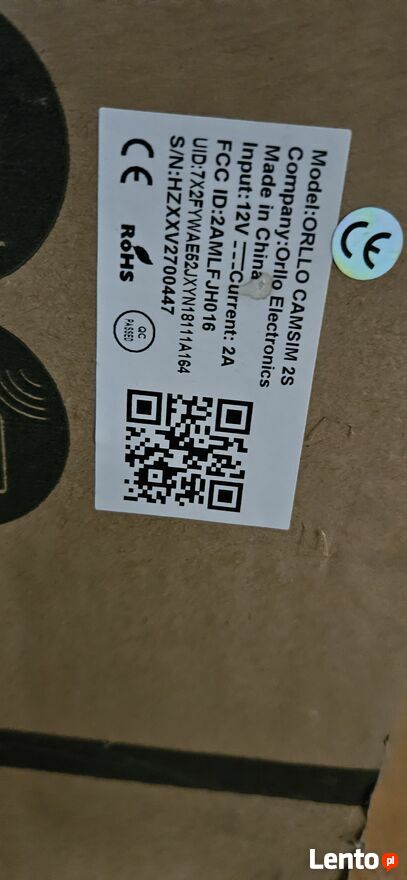 Model:ORLLO CAMSIM 2S
Company:Orllo Electronics
Made in China
Input:12V Current: 2A
FCC ID:2AMLFJH016
UID:7X2FYWAE52JXYN18111A164
S/N:HZXXV2700447
CE RoHS QC PASSED
CE
Lento.pl